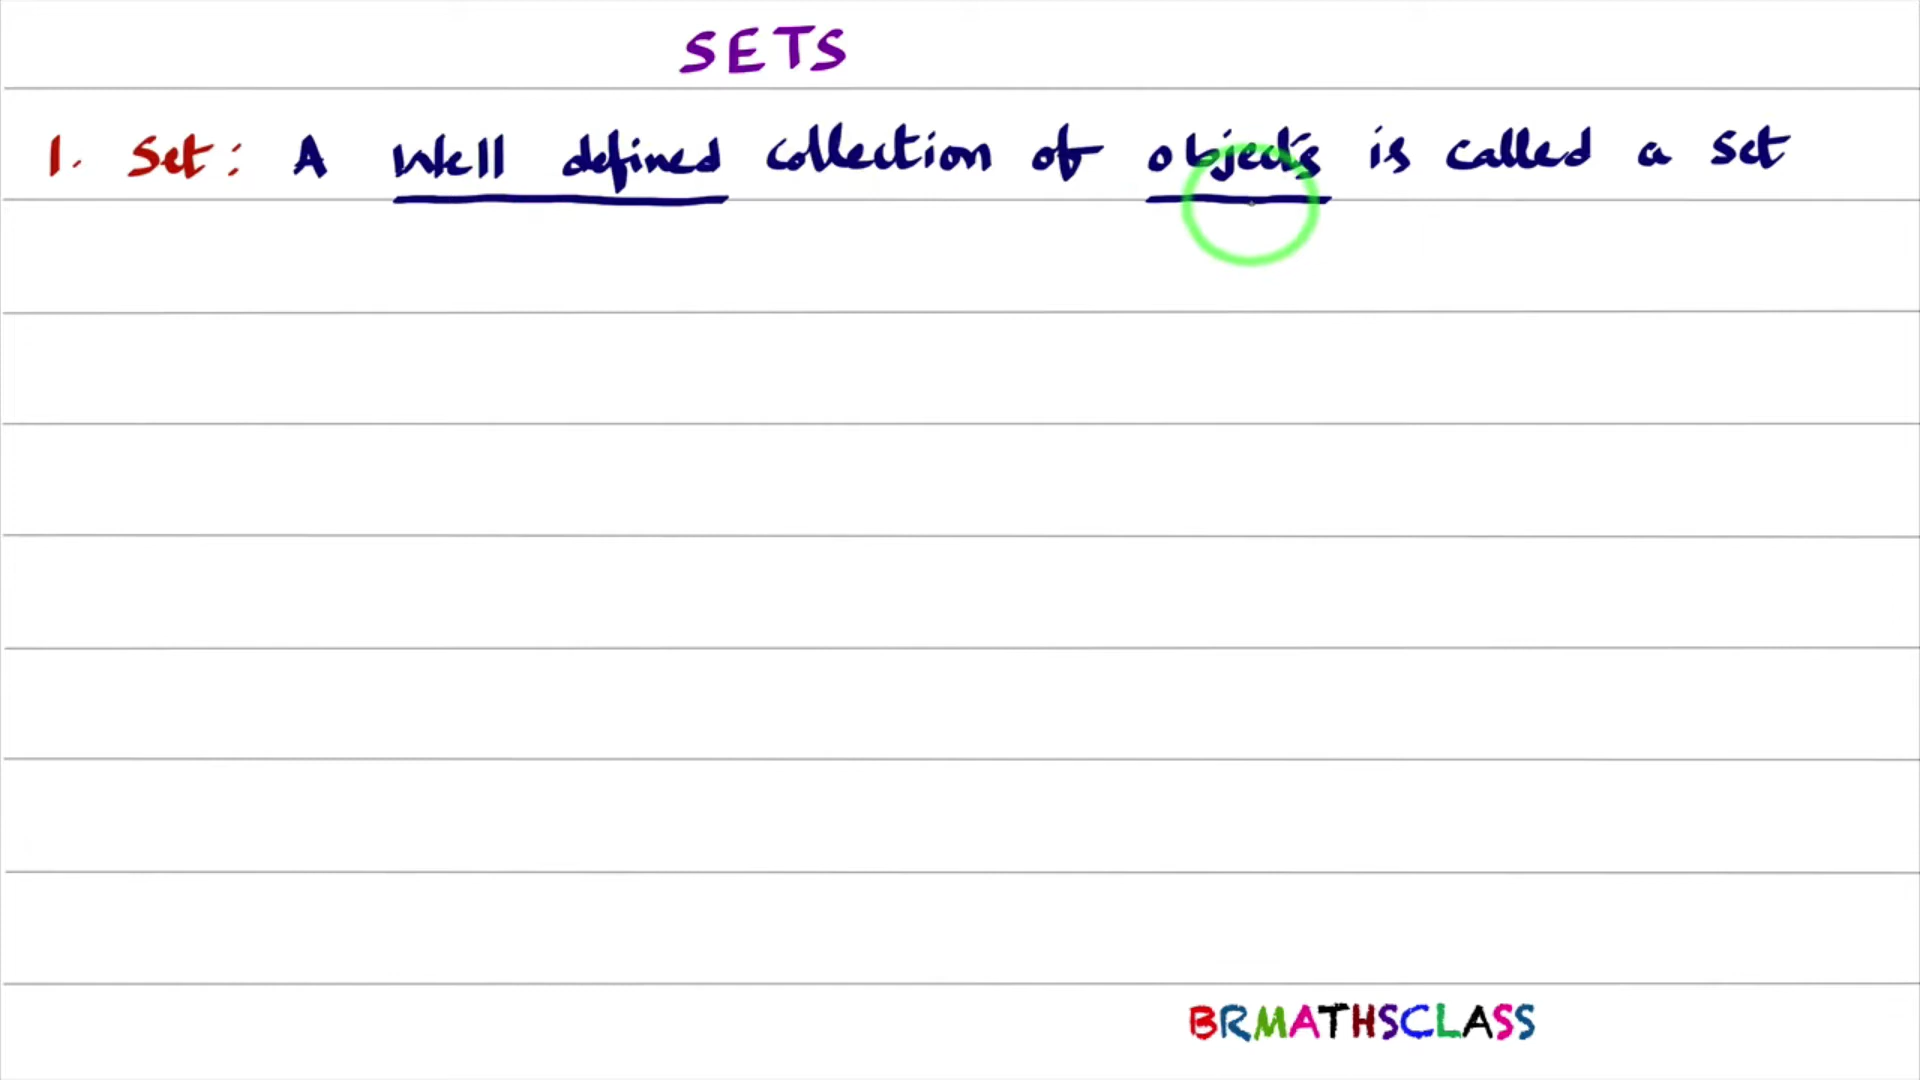 SETS
1. Set: A Well defined collection of objects is called a set
BRMATHSCLASS